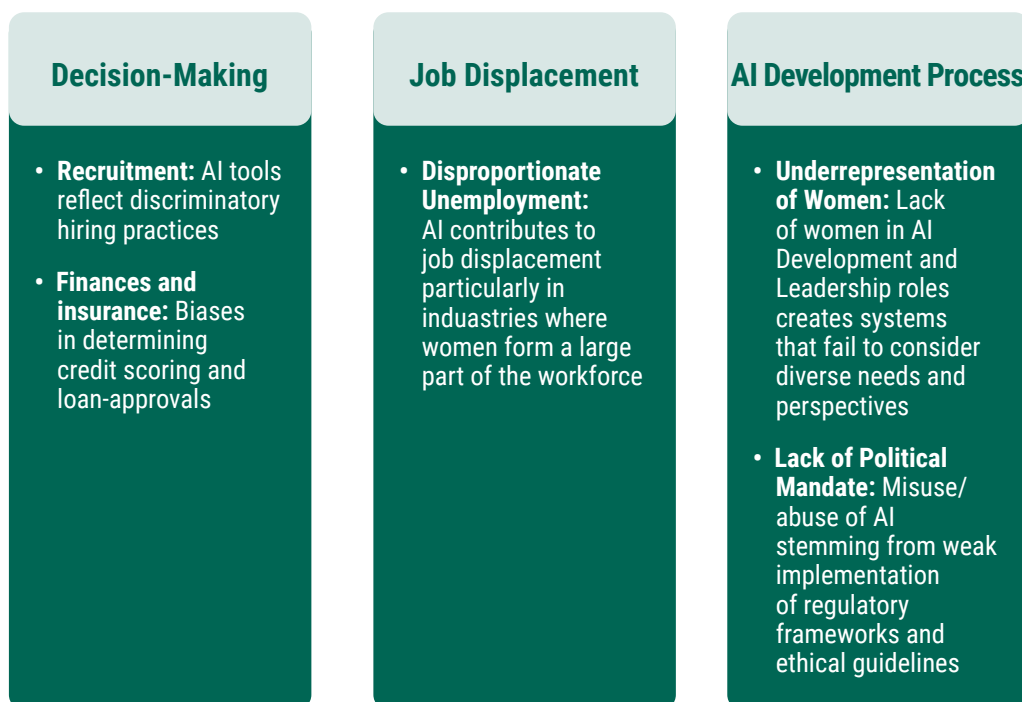 Decision-Making
• Recruitment: AI tools
reflect discriminatory
hiring practices
• Finances and
insurance: Biases
in determining
credit scoring and
loan-approvals
Job Displacement
• Disproportionate
Unemployment:
AI contributes to
job displacement
particularly in
induastries where
women form a large
part of the workforce
AI Development Process
• Underrepresentation
of Women: Lack
of women in AI
Development and
Leadership roles
creates systems
that fail to consider
diverse needs and
perspectives
• Lack of Political
Mandate: Misuse/
abuse of AI
stemming from weak
implementation
of regulatory
frameworks and
ethical guidelines